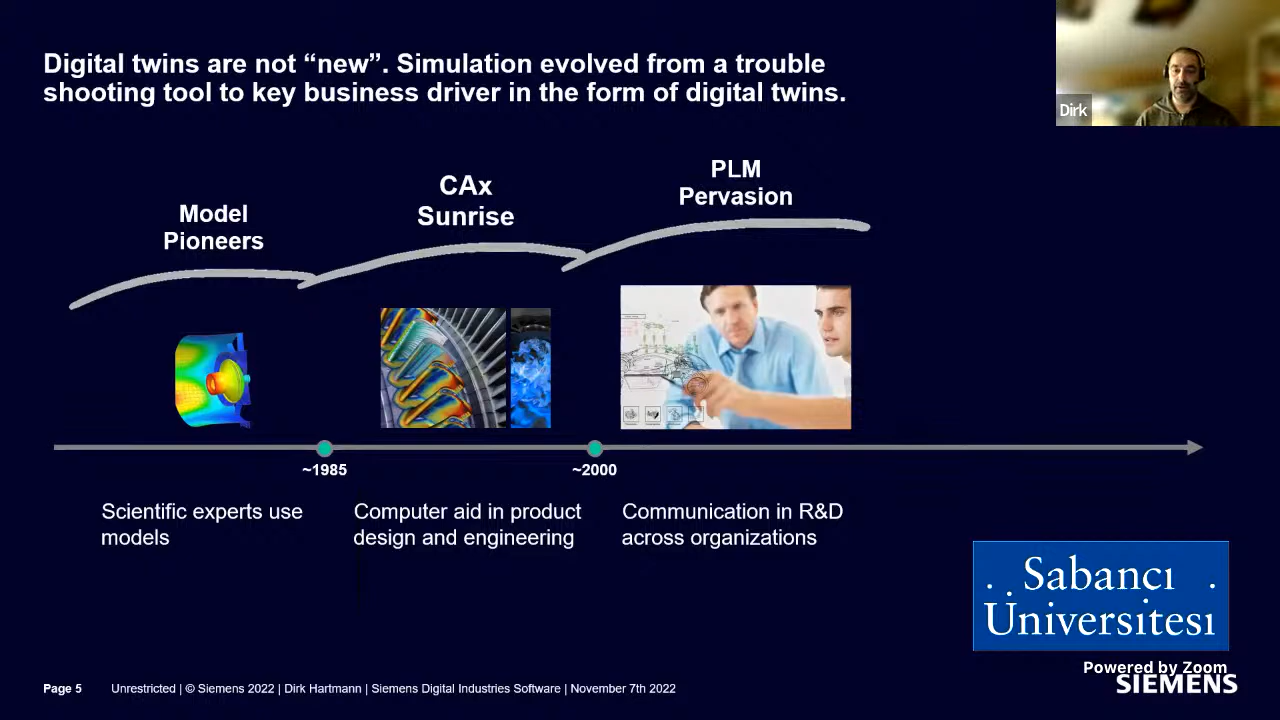 Digital twins are not “new”. Simulation evolved from a trouble
shooting tool to key business driver in the form of digital twins.
Dirk
Model
Pioneers
CAx
Sunrise
PLM
Pervasion
~1985
~2000
Scientific experts use
models
Computer aid in product
design and engineering
Communication in R&D
across organizations
Sabancı
Üniversitesi
Powered by Zoom
SIEMENS
Page 5 Unrestricted | © Siemens 2022 | Dirk Hartmann | Siemens Digital Industries Software | November 7th 2022